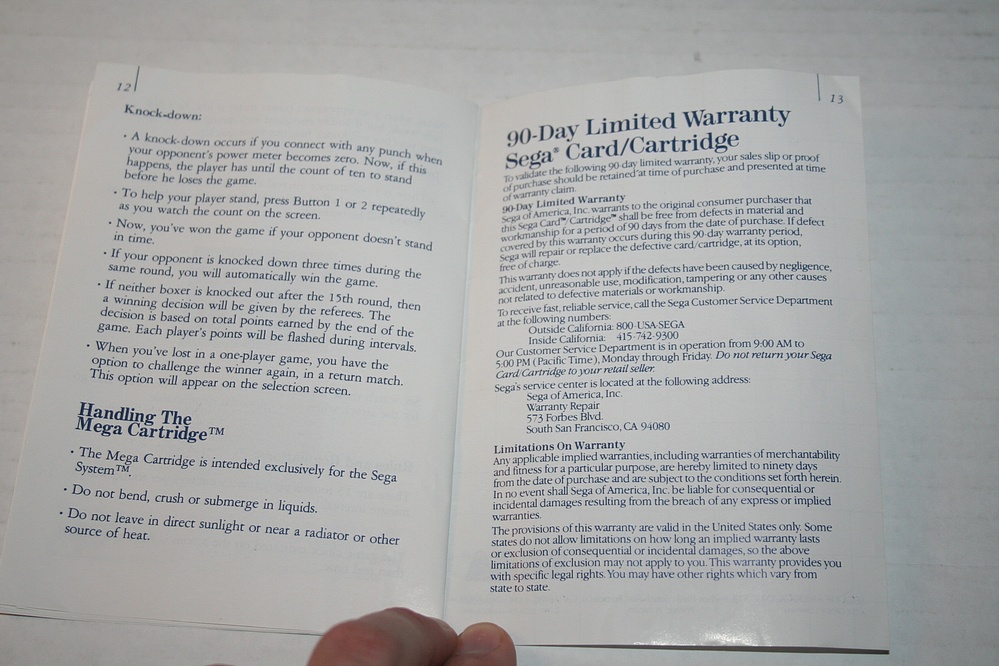 12
Knock-down:
• A knock-down occurs if you connect with any punch when
your opponent's power meter becomes zero. Now, if this
happens, the player has until the count of ten to stand
before he loses the game.
• To help your player stand, press Button 1 or 2 repeatedly
as you watch the count on the screen.
• Now, you've won the game if your opponent doesn't stand
in time.
• If your opponent is knocked down three times during the
same round, you will automatically win the game.
• If neither boxer is knocked out after the 15th round, then
a winning decision will be given by the referees. The
decision is based on total points earned by the end of the
game. Each player's points will be flashed during intervals.
• When you've lost in a one-player game, you have the
option to challenge the winner again, in a return match.
This option will appear on the selection screen.
Handling The
Mega Cartridge™
• The Mega Cartridge is intended exclusively for the Sega
System™.
• Do not bend, crush or submerge in liquids.
• Do not leave in direct sunlight or near a radiator or other
source of heat.
13
90-Day Limited Warranty
Sega® Card/Cartridge
To validate the following 90-day limited warranty, your sales slip or proof
of purchase should be retained at time of purchase and presented at time
of warranty claim.
90-Day Limited Warranty
Sega of America, Inc. warrants to the original consumer purchaser that
this Sega Card™/Cartridge™ shall be free from defects in material and
workmanship for a period of 90 days from the date of purchase. If defect
covered by this warranty occurs during this 90-day warranty period,
Sega will repair or replace the defective card/cartridge, at its option,
free of charge.
This warranty does not apply if the defects have been caused by negligence,
accident, unreasonable use, modification, tampering or any other causes
not related to defective materials or workmanship.
To receive fast, reliable service, call the Sega Customer Service Department
at the following numbers:
Outside California: 800-USA-SEGA
Inside California: 415-742-9300
Our Customer Service Department is in operation from 9:00 AM to
5:00 PM (Pacific Time), Monday through Friday. Do not return your Sega
Card/Cartridge to your retail seller.
Sega's service center is located at the following address:
Sega of America, Inc.
Warranty Repair
573 Forbes Blvd.
South San Francisco, CA 94080
Limitations On Warranty
Any applicable implied warranties, including warranties of merchantability
and fitness for a particular purpose, are hereby limited to ninety days
from the date of purchase and are subject to the conditions set forth herein.
In no event shall Sega of America, Inc. be liable for consequential or
incidental damages resulting from the breach of any express or implied
warranties.
The provisions of this warranty are valid in the United States only. Some
states do not allow limitations on how long an implied warranty lasts
or exclusion of consequential or incidental damages, so the above
limitations of exclusion may not apply to you. This warranty provides you
with specific legal rights. You may have other rights which vary from
state to state.